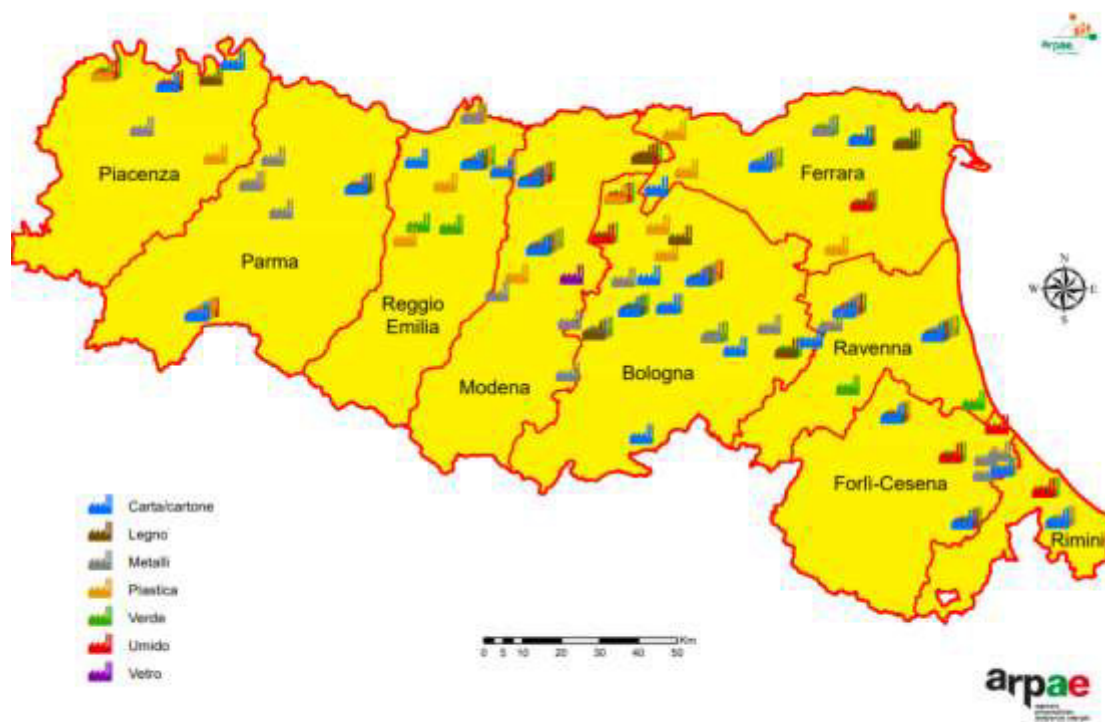 arpae
Piacenza
Ferrara
Parma
Reggio
Emilia
Modena
Bologna
Ravenna
Forlì-Cesena
Rimini
N
W
E
S
Carta/cartone
Legno
Metalli
Plastica
Verde
Umido
Vetro
Km
0 5 10 20 30 40 50
arpae